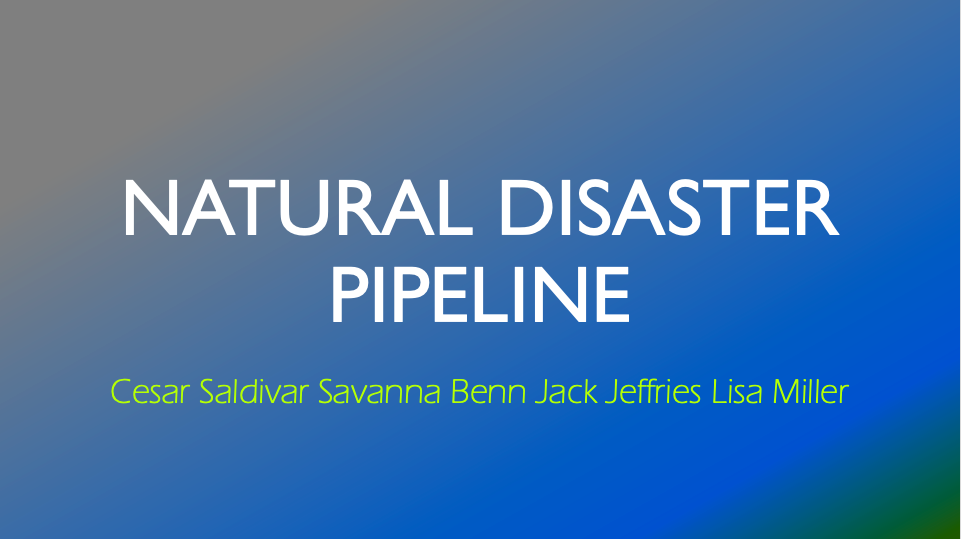 NATURAL DISASTER
PIPELINE
Cesar Saldivar Savanna Benn Jack Jeffries Lisa Miller